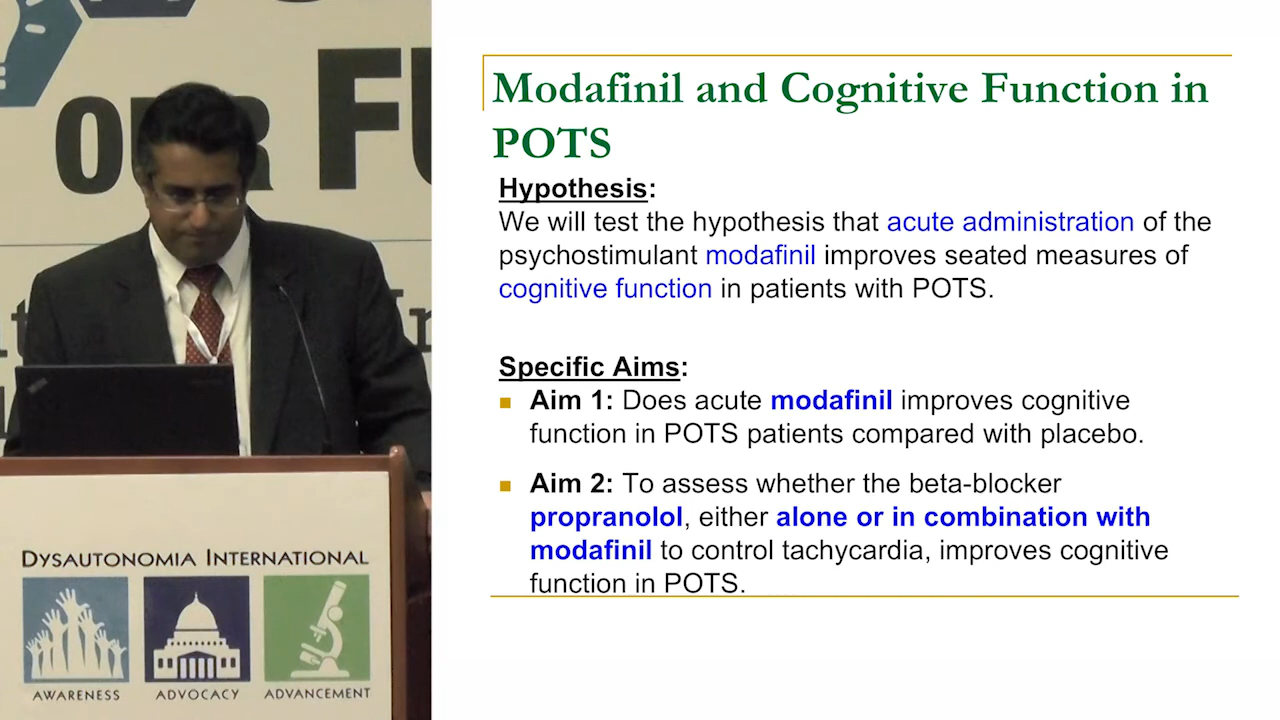 OUR FU
DYSAUTONOMIA INTERNATIONAL
AWARENESS
ADVOCACY
ADVANCEMENT
Modafinil and Cognitive Function in
POTS
Hypothesis:
We will test the hypothesis that acute administration of the
psychostimulant modafinil improves seated measures of
cognitive function in patients with POTS.
Specific Aims:
Aim 1: Does acute modafinil improves cognitive
function in POTS patients compared with placebo.
Aim 2: To assess whether the beta-blocker
propranolol, either alone or in combination with
modafinil to control tachycardia, improves cognitive
function in POTS.